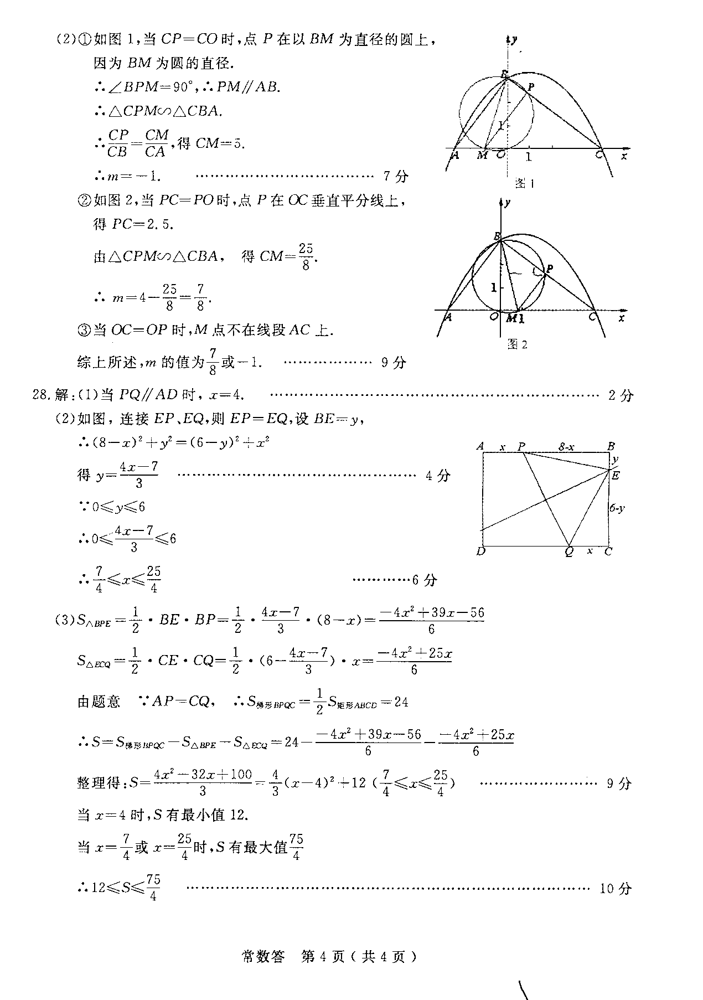 (2)①如图 1,当 CP=CO时,点 P 在以 BM 为直径的圆上,
因为 BM 为圆的直径.
∴∠BPM=90°,∴PM∥AB.
∴△CPM∽△CBA.
∴CP/CB=CM/CA,得 CM=5.
∴m=-1. ………………………………… 7 分
图1
②如图 2,当 PC=PO时,点 P 在 OC 垂直平分线上,
得 PC=2.5.
由△CPM∽△CBA, 得 CM=25/8.
∴ m=4-25/8=7/8.
③当 OC=OP 时,M 点不在线段 AC 上.
综上所述,m 的值为7/8或-1. ……………… 9 分
y
B
P
1
A M O 1 C x
y
B
P
1
A O M1 C x
图2
28.解:(1)当 PQ∥AD 时, x=4. ………………………………………………………… 2 分
(2)如图, 连接 EP、EQ,则 EP=EQ,设 BE=y,
∴(8-x)²+y²=(6-y)²+x²
得 y=(4x-7)/3 ………………………………………… 4 分
∵0≤y≤6
∴0≤(4x-7)/3≤6
∴7/4≤x≤25/4 …………6 分
A x P 8-x B
y
E
6-y
D Q x C
(3)S△BPE=1/2·BE·BP=1/2·(4x-7)/3·(8-x)=(-4x²+39x-56)/6
S△ECQ=1/2·CE·CQ=1/2·(6-(4x-7)/3)·x=(-4x²+25x)/6
由题意 ∵AP=CQ, ∴S梯形BPQC=1/2S矩形ABCD=24
∴S=S梯形BPQC-S△BPE-S△ECQ=24-(-4x²+39x-56)/6-(-4x²+25x)/6
整理得:S=(4x²-32x+100)/3=4/3(x-4)²+12 (7/4≤x≤25/4) …………………… 9 分
当 x=4 时,S 有最小值 12.
当 x=7/4或 x=25/4时,S 有最大值75/4
∴12≤S≤75/4 ……………………………………………………………………… 10 分
常数答 第 4 页 ( 共 4 页 )